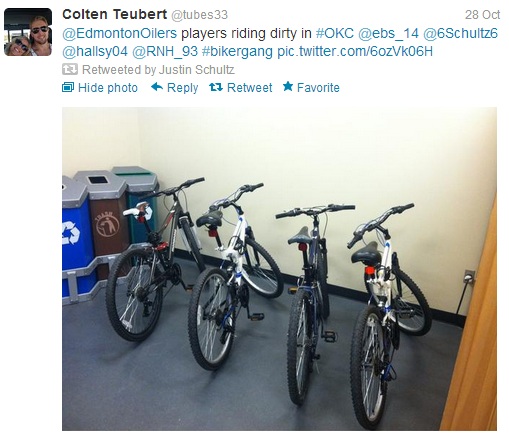 Colten Teubert @tubes33 28 Oct
@EdmontonOilers players riding dirty in #OKC @ebs_14 @6Schultz6
@hallsy04 @RNH_93 #bikergang pic.twitter.com/6ozVk06H
Retweeted by Justin Schultz
Hide photo Reply Retweet Favorite
TRASH